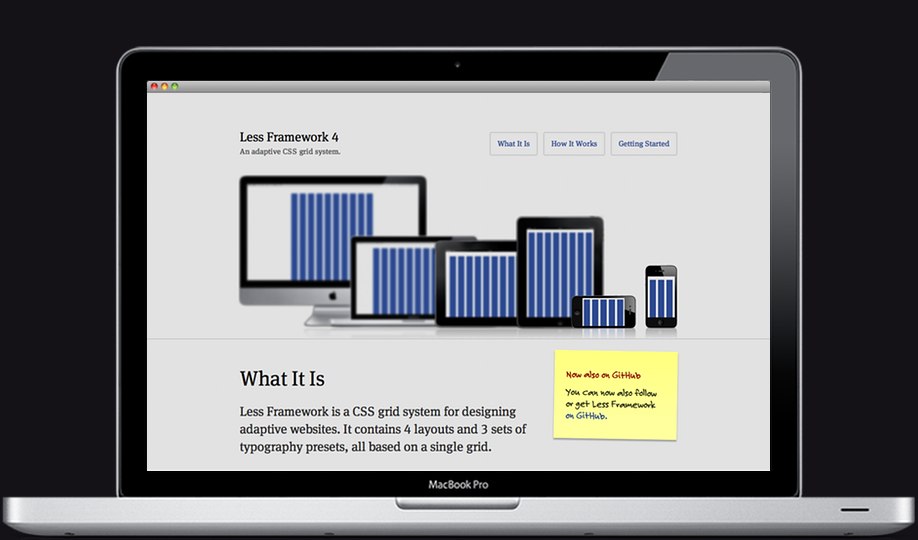 Less Framework 4
An adaptive CSS grid system.
What It Is
How It Works
Getting Started
What It Is
Less Framework is a CSS grid system for designing
adaptive websites. It contains 4 layouts and 3 sets of
typography presets, all based on a single grid.
Now also on GitHub
You can now also follow
or get Less Framework
on GitHub.
MacBook Pro